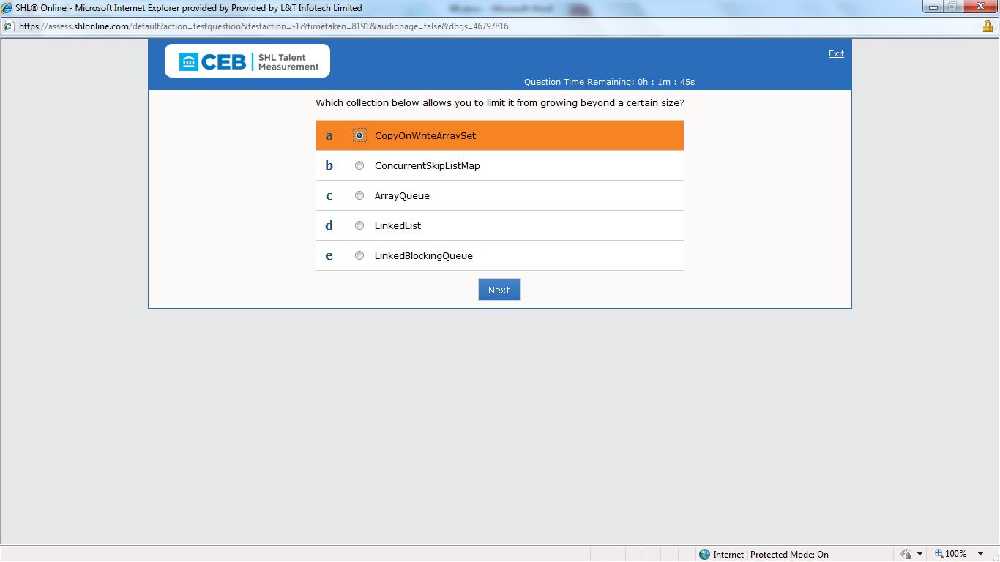 SHL® Online - Microsoft Internet Explorer provided by Provided by L&T Infotech Limited
https://assess.shlonline.com/default?action=testquestion&testaction=-1&timetaken=8191&audiopage=false&dbgs=46797816
CEB SHL Talent
Measurement
Exit
Question Time Remaining: 0h : 1m : 45s
Which collection below allows you to limit it from growing beyond a certain size?
a CopyOnWriteArraySet
b ConcurrentSkipListMap
c ArrayQueue
d LinkedList
e LinkedBlockingQueue
Next
Internet | Protected Mode: On
100%